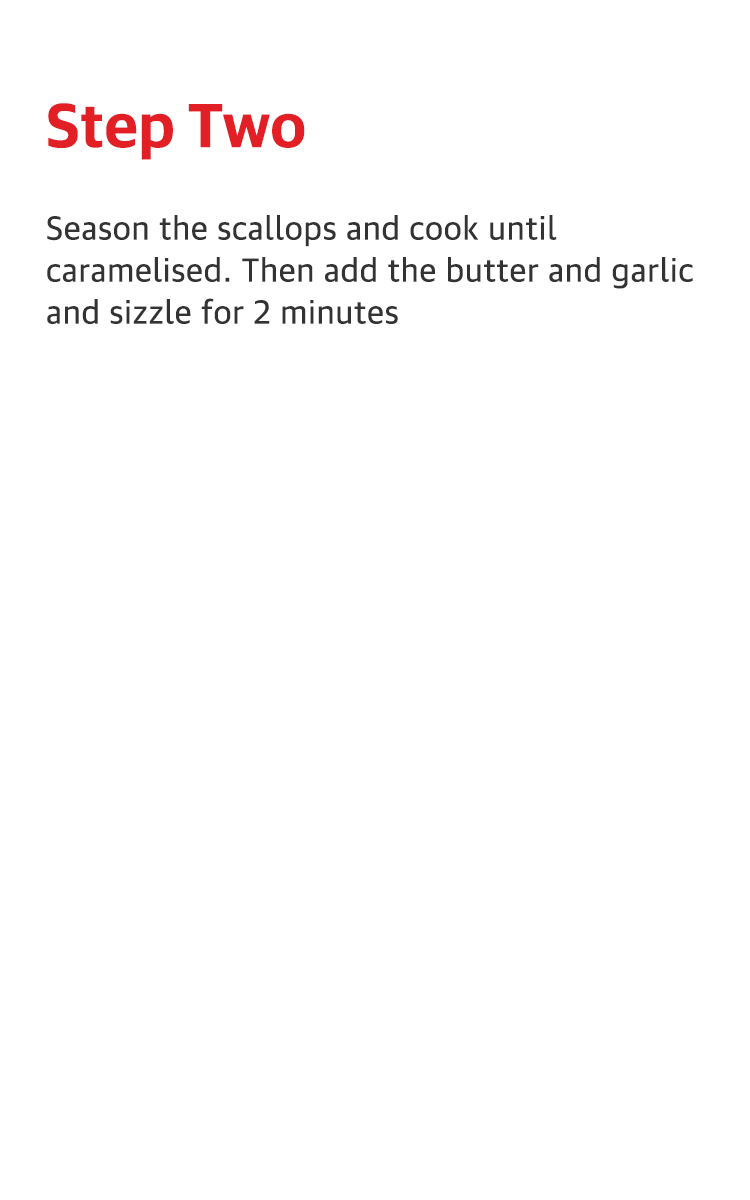 Step Two
Season the scallops and cook until
caramelised. Then add the butter and garlic
and sizzle for 2 minutes